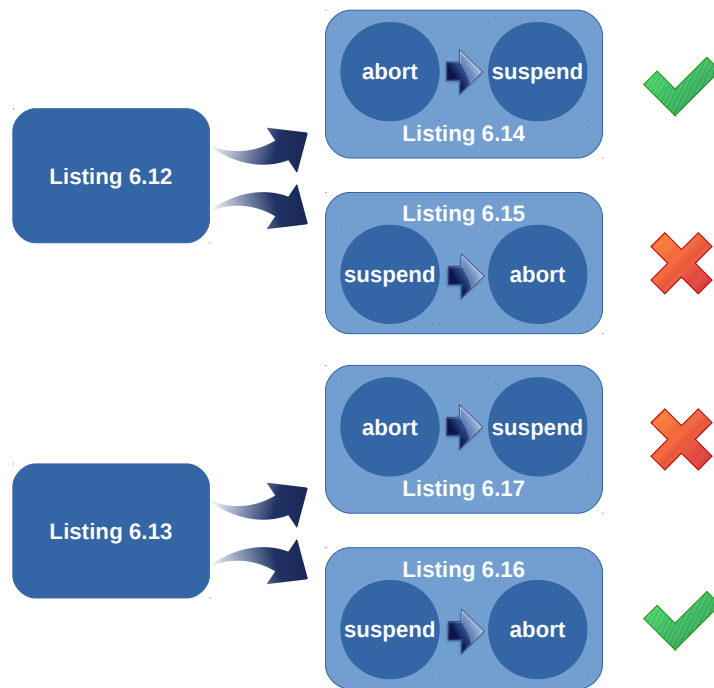 abort
suspend
Listing 6.14
Listing 6.12
Listing 6.15
suspend
abort
abort
suspend
Listing 6.17
Listing 6.13
Listing 6.16
suspend
abort